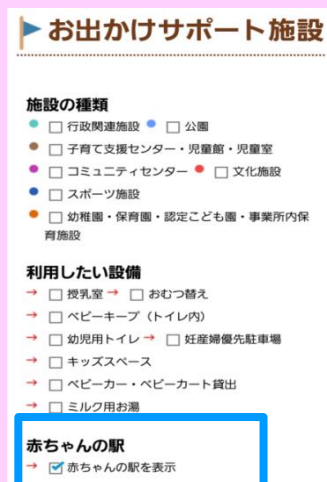 お出かけサポート施設
施設の種類
行政関連施設 公園
子育て支援センター・児童館・児童室
コミュニティセンター 文化施設
スポーツ施設
幼稚園・保育園・認定こども園・事業所内保
育施設
利用したい設備
→ 授乳室 → おむつ替え
→ ベビーキープ（トイレ内）
→ 幼児用トイレ → 妊産婦優先駐車場
→ キッズスペース
→ ベビーカー・ベビーカート貸出
→ ミルク用お湯
赤ちゃんの駅
→ 赤ちゃんの駅を表示